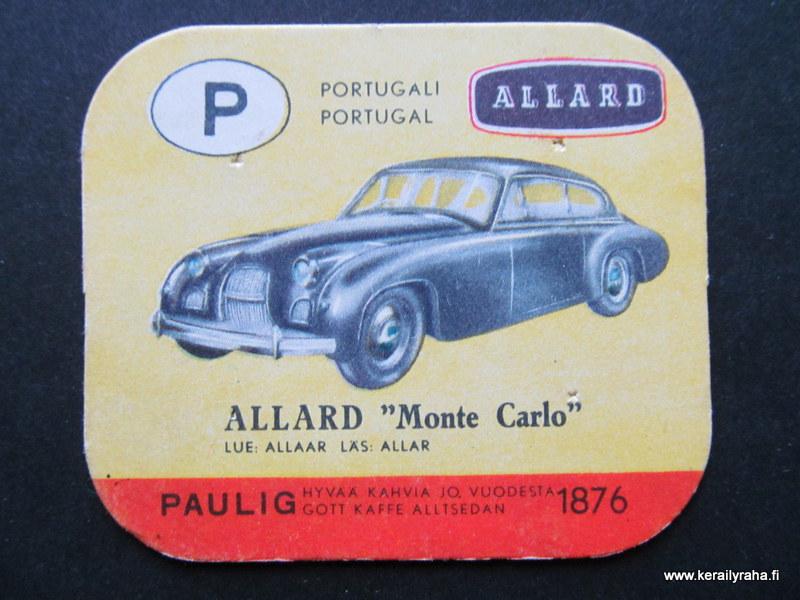 P
PORTUGALI
PORTUGAL
ALLARD
ALLARD "Monte Carlo"
LUE: ALLAAR LÄS: ALLAR
PAULIG
HYVÄÄ KAHVIA JO VUODESTA
GOTT KAFFE ALLTSEDAN
1876
www.kerailyraha.fi